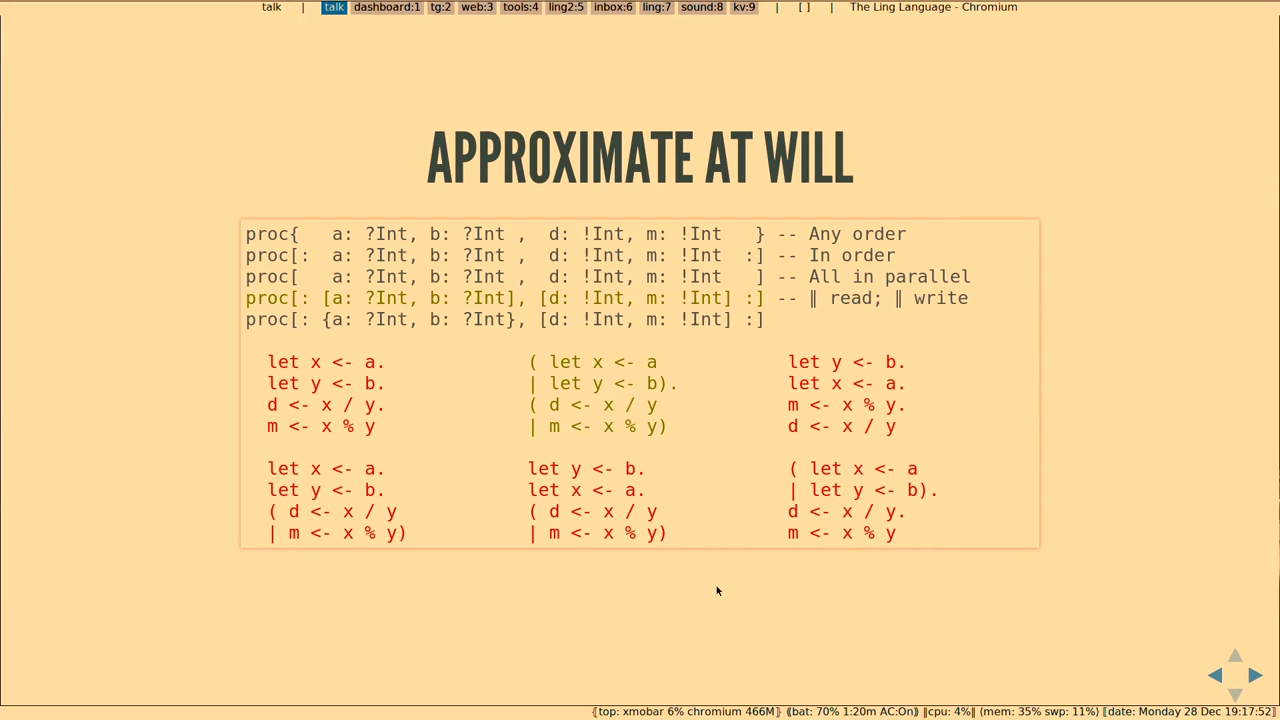 talk | talk dashboard:1 tg:2 web:3 tools:4 ling2:5 inbox:6 ling:7 sound:8 kv:9 | [ ] | The Ling Language - Chromium
APPROXIMATE AT WILL
proc{   a: ?Int, b: ?Int ,  d: !Int, m: !Int   } -- Any order
proc[:  a: ?Int, b: ?Int ,  d: !Int, m: !Int  :] -- In order
proc[   a: ?Int, b: ?Int ,  d: !Int, m: !Int   ] -- All in parallel
proc[: [a: ?Int, b: ?Int], [d: !Int, m: !Int] :] -- ‖ read; ‖ write
proc[: {a: ?Int, b: ?Int}, [d: !Int, m: !Int] :]
let x <- a.
let y <- b.
d <- x / y.
m <- x % y
( let x <- a
| let y <- b).
( d <- x / y
| m <- x % y)
let y <- b.
let x <- a.
m <- x % y.
d <- x / y
let x <- a.
let y <- b.
( d <- x / y
| m <- x % y)
let y <- b.
let x <- a.
( d <- x / y
| m <- x % y)
( let x <- a
| let y <- b).
d <- x / y.
m <- x % y
⦃top: xmobar 6% chromium 466M⦄ ⟪bat: 70% 1:20m AC:On⟫ ‖cpu: 4%‖ ⟨mem: 35% swp: 11%⟩ ⟦date: Monday 28 Dec 19:17:52⟧